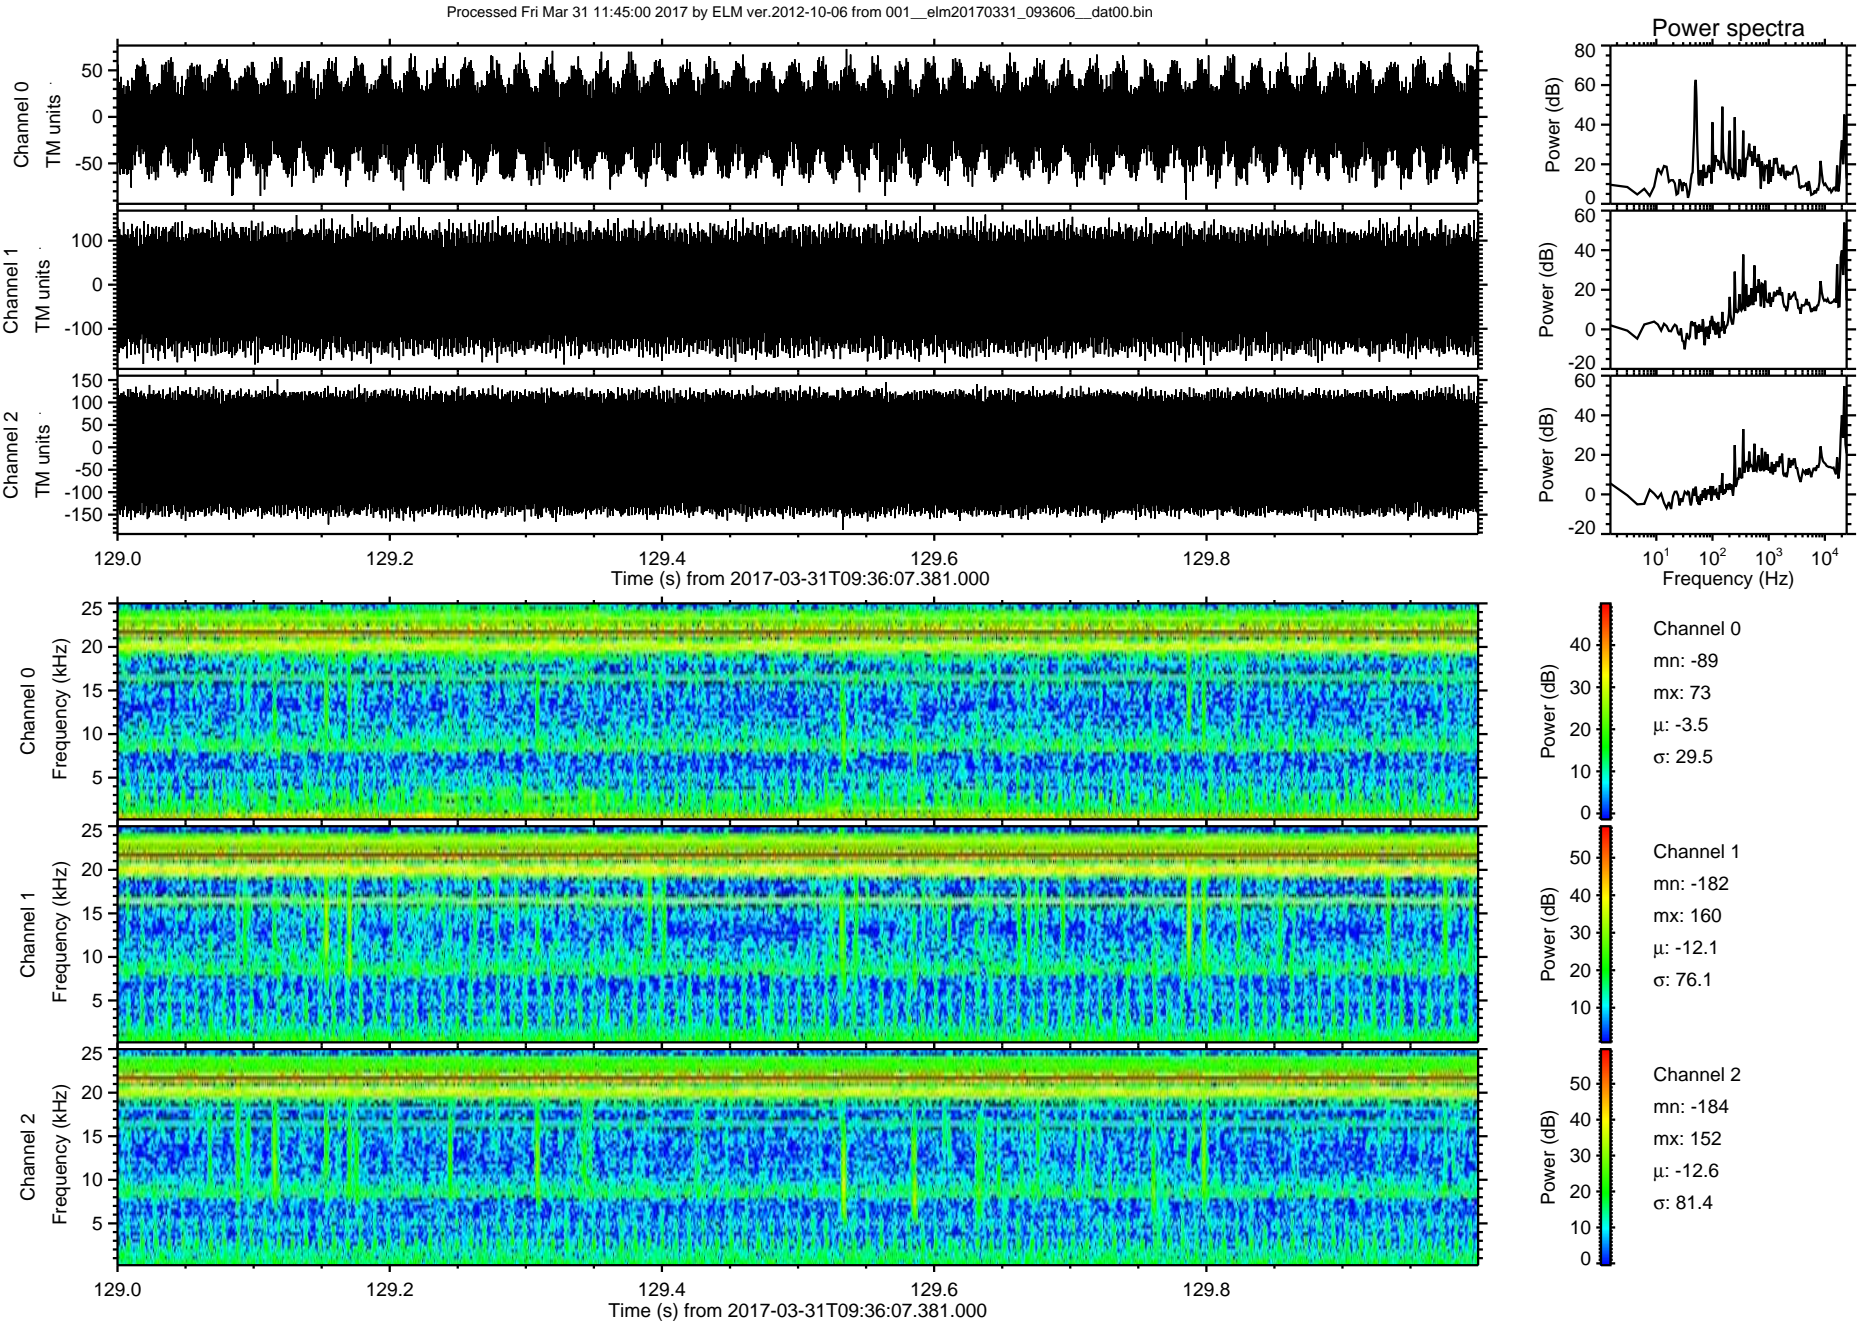 Processed Fri Mar 31 11:45:00 2017 by ELM ver.2012-10-06 from 001__elm20170331_093606__dat00.bin
Power spectra
Channel 0
TM units
50
0
-50
Power (dB)
80
60
40
20
0
Channel 1
TM units
100
0
-100
Power (dB)
60
40
20
0
-20
Channel 2
TM units
150
100
50
0
-50
-100
-150
Power (dB)
60
40
20
0
-20
129.0 129.2 129.4 129.6 129.8
Time (s) from 2017-03-31T09:36:07.381.000
10^1 10^2 10^3 10^4
Frequency (Hz)
Channel 0
Frequency (kHz)
25
20
15
10
5
Power (dB)
40
30
20
10
0
Channel 0
mn: -89
mx: 73
µ: -3.5
σ: 29.5
Channel 1
Frequency (kHz)
25
20
15
10
5
Power (dB)
50
40
30
20
10
Channel 1
mn: -182
mx: 160
µ: -12.1
σ: 76.1
Channel 2
Frequency (kHz)
25
20
15
10
5
Power (dB)
50
40
30
20
10
0
Channel 2
mn: -184
mx: 152
µ: -12.6
σ: 81.4
129.0 129.2 129.4 129.6 129.8
Time (s) from 2017-03-31T09:36:07.381.000